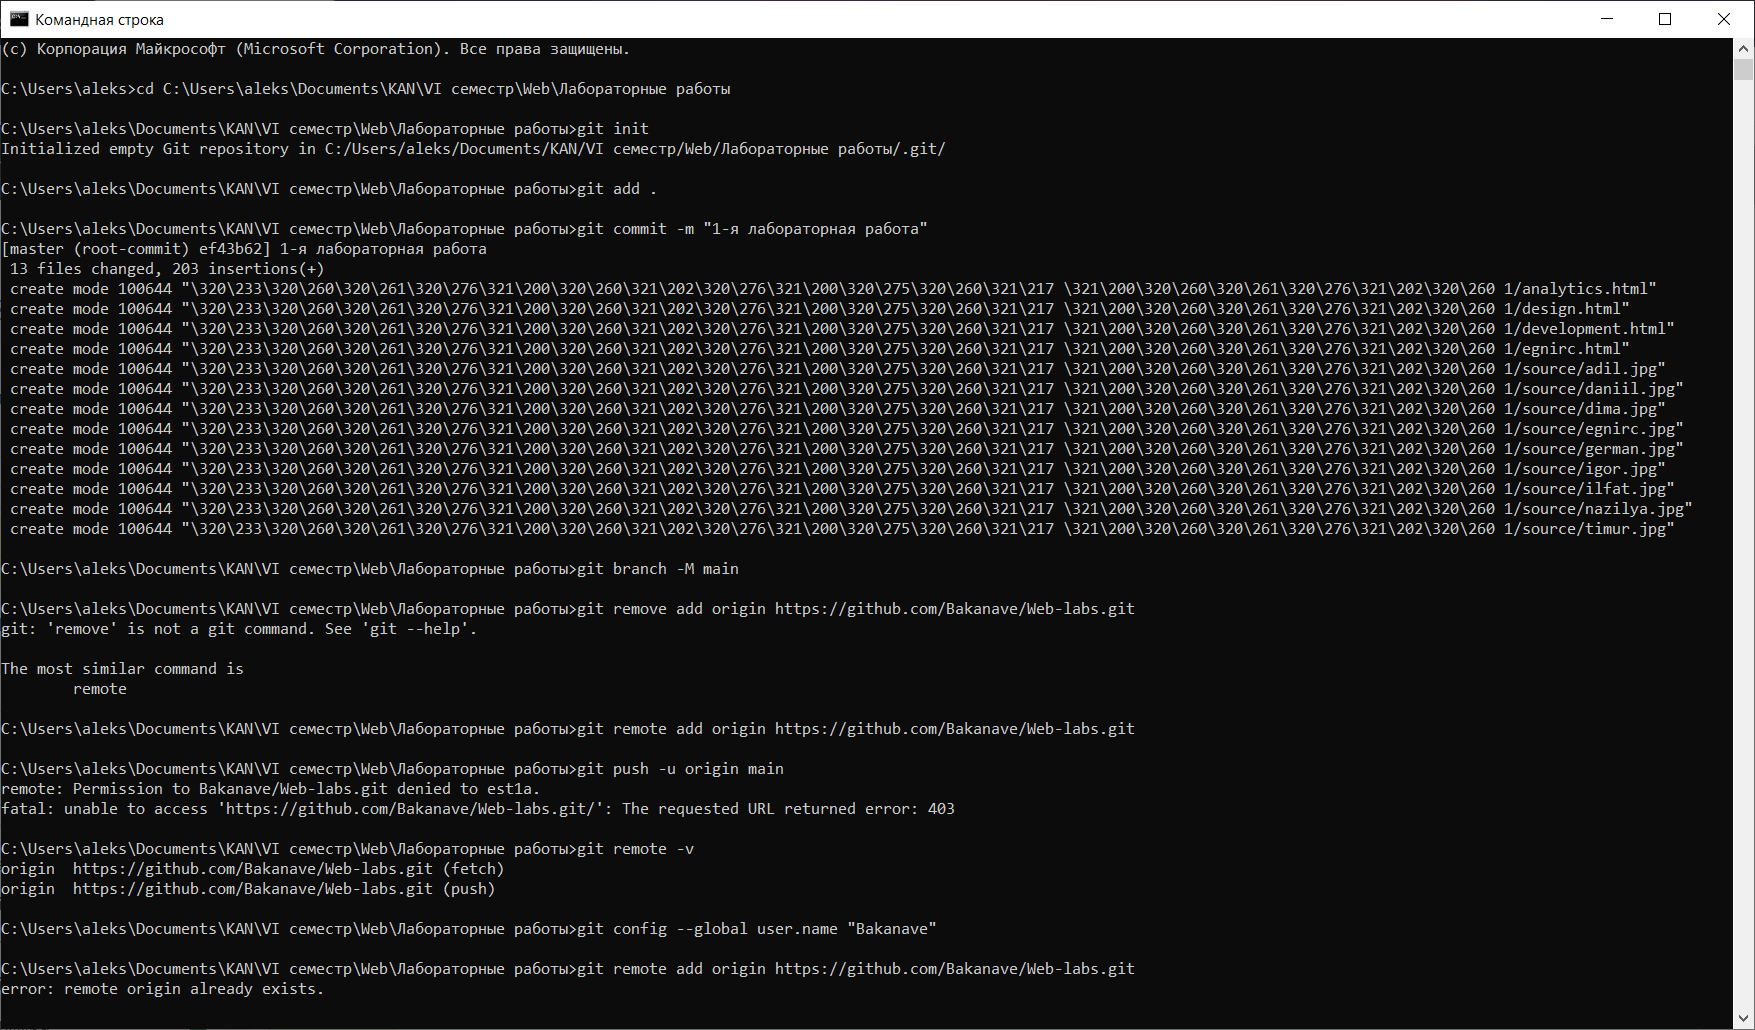 Командная строка
(c) Корпорация Майкрософт (Microsoft Corporation). Все права защищены.
C:\Users\aleks>cd C:\Users\aleks\Documents\KAN\VI семестр\Web\Лабораторные работы
C:\Users\aleks\Documents\KAN\VI семестр\Web\Лабораторные работы>git init
Initialized empty Git repository in C:/Users/aleks/Documents/KAN/VI семестр/Web/Лабораторные работы/.git/
C:\Users\aleks\Documents\KAN\VI семестр\Web\Лабораторные работы>git add .
C:\Users\aleks\Documents\KAN\VI семестр\Web\Лабораторные работы>git commit -m "1-я лабораторная работа"
[master (root-commit) ef43b62] 1-я лабораторная работа
 13 files changed, 203 insertions(+)
 create mode 100644 "\320\233\320\260\320\261\320\276\321\200\320\260\321\202\320\276\321\200\320\275\320\260\321\217 \321\200\320\260\320\261\320\276\321\202\320\260 1/analytics.html"
 create mode 100644 "\320\233\320\260\320\261\320\276\321\200\320\260\321\202\320\276\321\200\320\275\320\260\321\217 \321\200\320\260\320\261\320\276\321\202\320\260 1/design.html"
 create mode 100644 "\320\233\320\260\320\261\320\276\321\200\320\260\321\202\320\276\321\200\320\275\320\260\321\217 \321\200\320\260\320\261\320\276\321\202\320\260 1/development.html"
 create mode 100644 "\320\233\320\260\320\261\320\276\321\200\320\260\321\202\320\276\321\200\320\275\320\260\321\217 \321\200\320\260\320\261\320\276\321\202\320\260 1/egnirc.html"
 create mode 100644 "\320\233\320\260\320\261\320\276\321\200\320\260\321\202\320\276\321\200\320\275\320\260\321\217 \321\200\320\260\320\261\320\276\321\202\320\260 1/source/adil.jpg"
 create mode 100644 "\320\233\320\260\320\261\320\276\321\200\320\260\321\202\320\276\321\200\320\275\320\260\321\217 \321\200\320\260\320\261\320\276\321\202\320\260 1/source/daniil.jpg"
 create mode 100644 "\320\233\320\260\320\261\320\276\321\200\320\260\321\202\320\276\321\200\320\275\320\260\321\217 \321\200\320\260\320\261\320\276\321\202\320\260 1/source/dima.jpg"
 create mode 100644 "\320\233\320\260\320\261\320\276\321\200\320\260\321\202\320\276\321\200\320\275\320\260\321\217 \321\200\320\260\320\261\320\276\321\202\320\260 1/source/egnirc.jpg"
 create mode 100644 "\320\233\320\260\320\261\320\276\321\200\320\260\321\202\320\276\321\200\320\275\320\260\321\217 \321\200\320\260\320\261\320\276\321\202\320\260 1/source/german.jpg"
 create mode 100644 "\320\233\320\260\320\261\320\276\321\200\320\260\321\202\320\276\321\200\320\275\320\260\321\217 \321\200\320\260\320\261\320\276\321\202\320\260 1/source/igor.jpg"
 create mode 100644 "\320\233\320\260\320\261\320\276\321\200\320\260\321\202\320\276\321\200\320\275\320\260\321\217 \321\200\320\260\320\261\320\276\321\202\320\260 1/source/ilfat.jpg"
 create mode 100644 "\320\233\320\260\320\261\320\276\321\200\320\260\321\202\320\276\321\200\320\275\320\260\321\217 \321\200\320\260\320\261\320\276\321\202\320\260 1/source/nazilya.jpg"
 create mode 100644 "\320\233\320\260\320\261\320\276\321\200\320\260\321\202\320\276\321\200\320\275\320\260\321\217 \321\200\320\260\320\261\320\276\321\202\320\260 1/source/timur.jpg"
C:\Users\aleks\Documents\KAN\VI семестр\Web\Лабораторные работы>git branch -M main
C:\Users\aleks\Documents\KAN\VI семестр\Web\Лабораторные работы>git remove add origin https://github.com/Bakanave/Web-labs.git
git: 'remove' is not a git command. See 'git --help'.
The most similar command is
        remote
C:\Users\aleks\Documents\KAN\VI семестр\Web\Лабораторные работы>git remote add origin https://github.com/Bakanave/Web-labs.git
C:\Users\aleks\Documents\KAN\VI семестр\Web\Лабораторные работы>git push -u origin main
remote: Permission to Bakanave/Web-labs.git denied to est1a.
fatal: unable to access 'https://github.com/Bakanave/Web-labs.git/': The requested URL returned error: 403
C:\Users\aleks\Documents\KAN\VI семестр\Web\Лабораторные работы>git remote -v
origin  https://github.com/Bakanave/Web-labs.git (fetch)
origin  https://github.com/Bakanave/Web-labs.git (push)
C:\Users\aleks\Documents\KAN\VI семестр\Web\Лабораторные работы>git config --global user.name "Bakanave"
C:\Users\aleks\Documents\KAN\VI семестр\Web\Лабораторные работы>git remote add origin https://github.com/Bakanave/Web-labs.git
error: remote origin already exists.